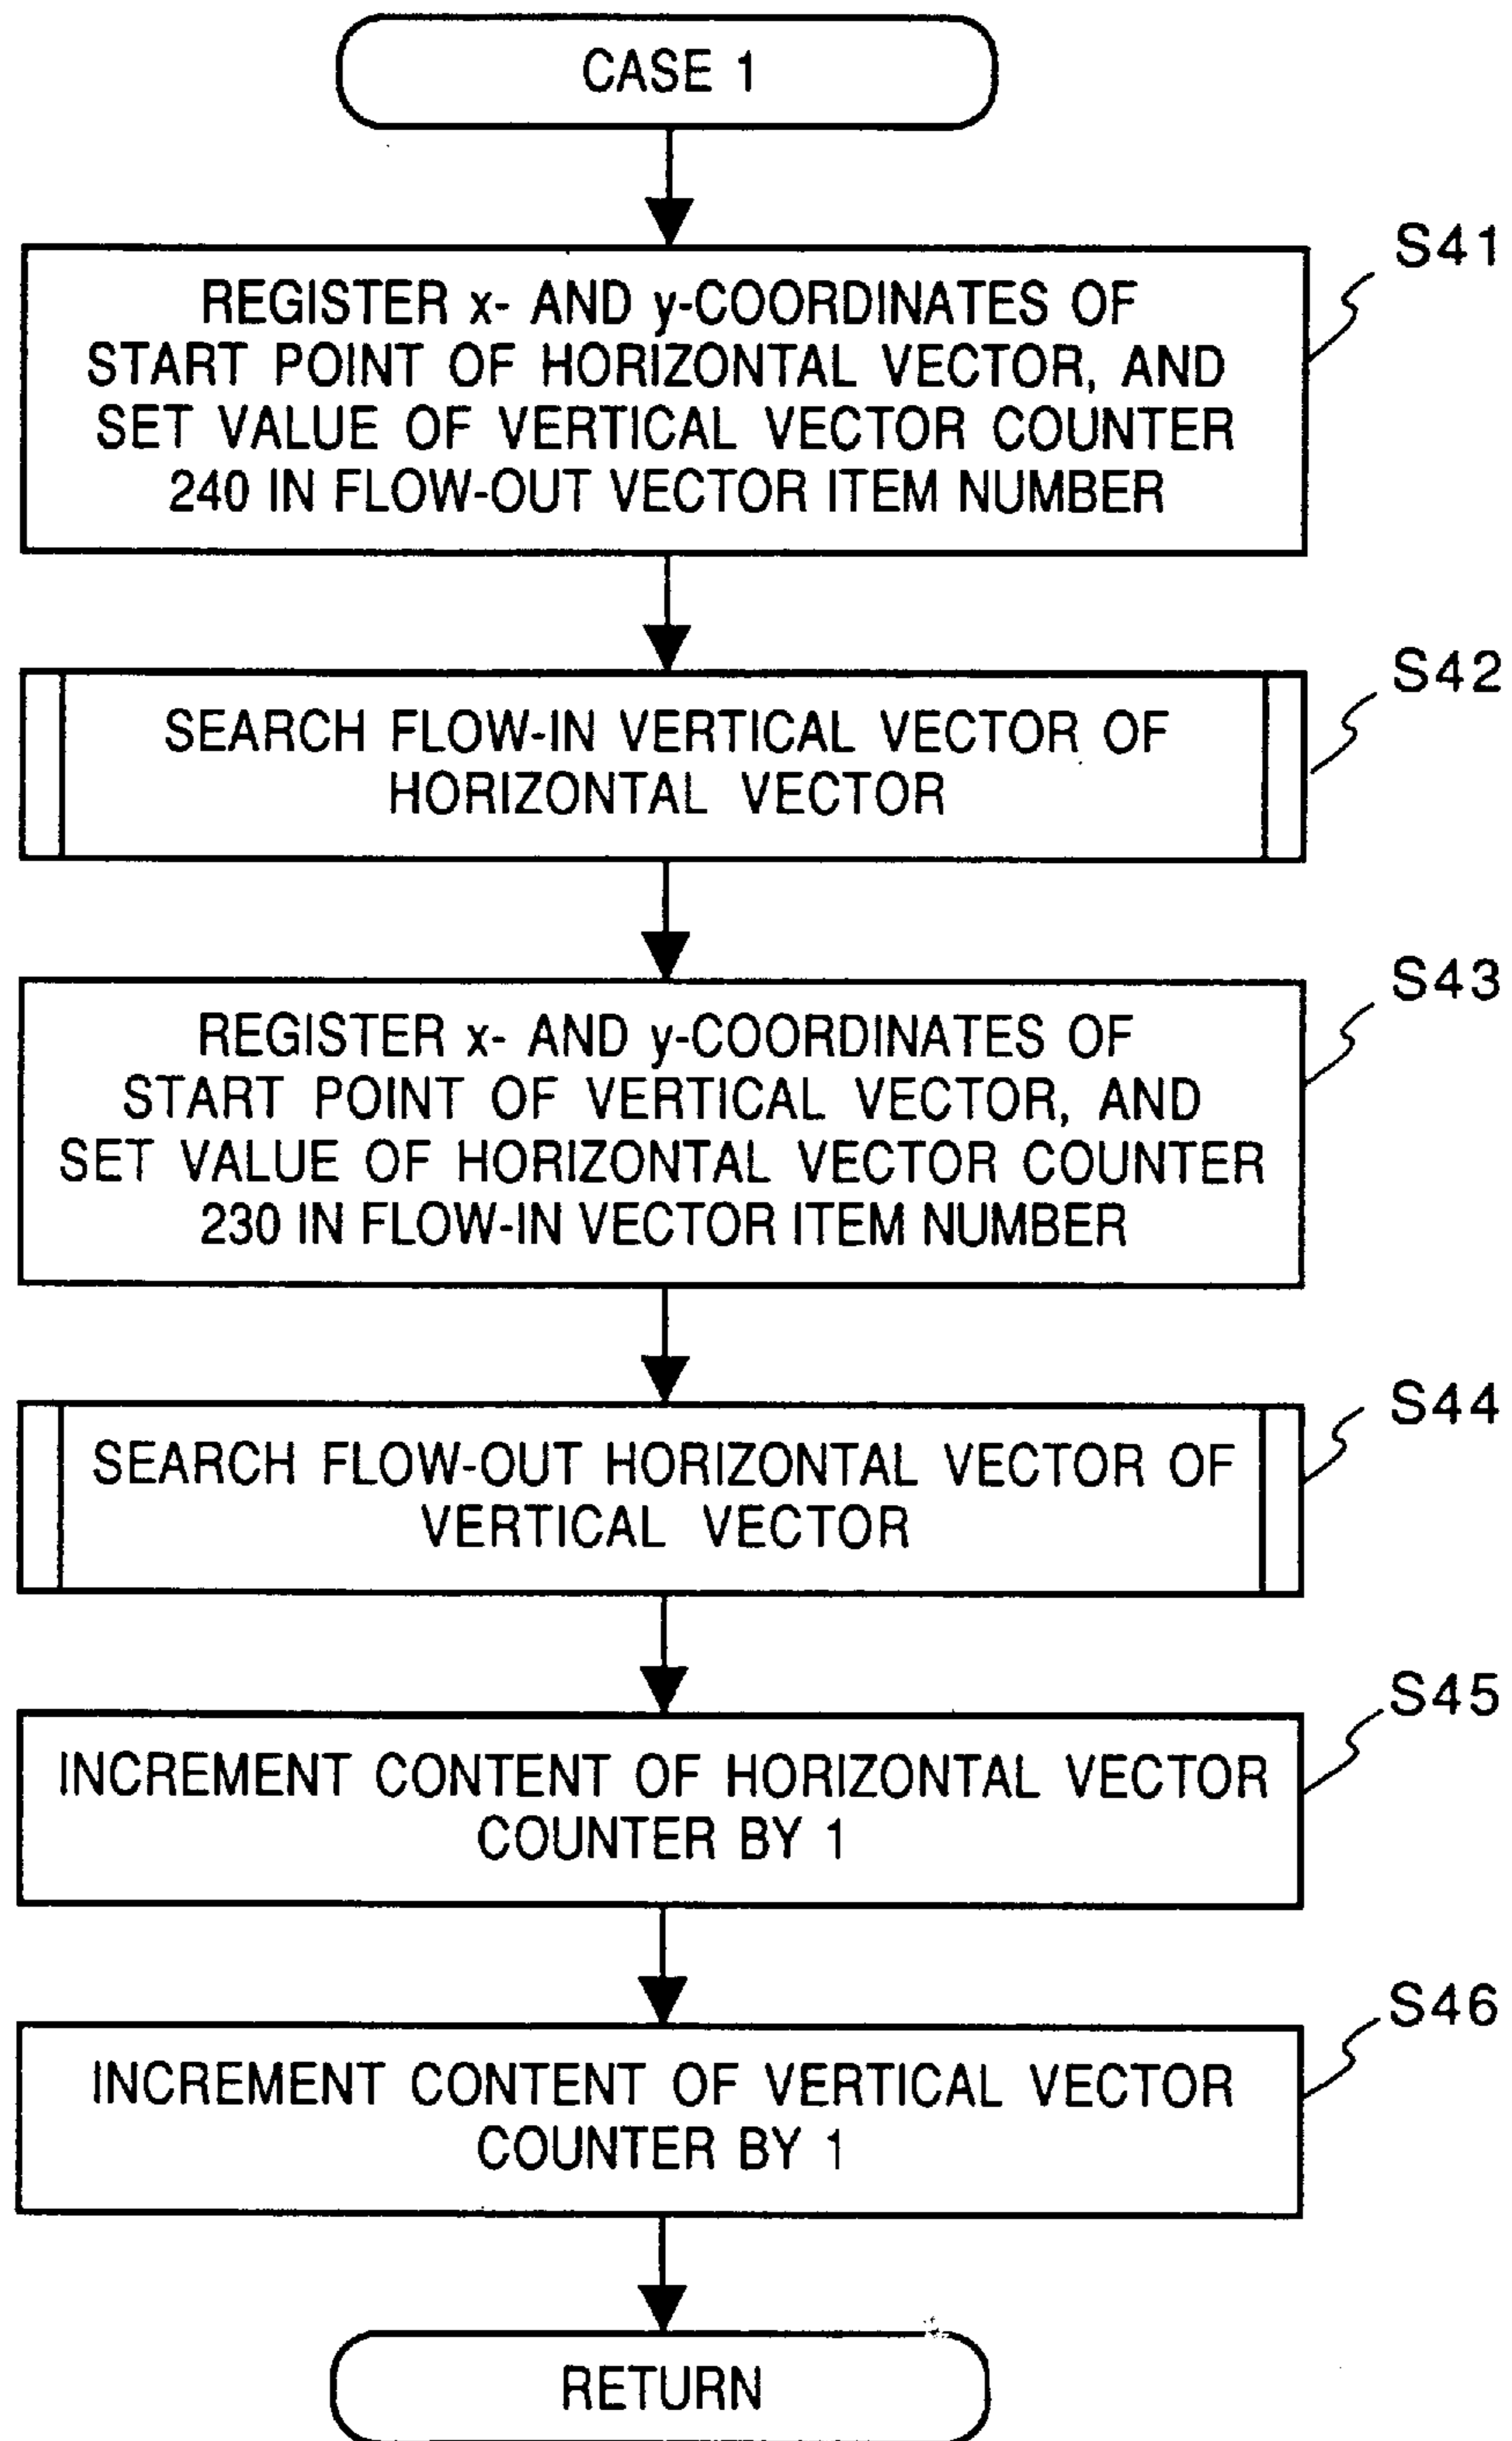 CASE 1
S41
REGISTER x- AND y-COORDINATES OF
START POINT OF HORIZONTAL VECTOR, AND
SET VALUE OF VERTICAL VECTOR COUNTER
240 IN FLOW-OUT VECTOR ITEM NUMBER
S42
SEARCH FLOW-IN VERTICAL VECTOR OF
HORIZONTAL VECTOR
S43
REGISTER x- AND y-COORDINATES OF
START POINT OF VERTICAL VECTOR, AND
SET VALUE OF HORIZONTAL VECTOR COUNTER
230 IN FLOW-IN VECTOR ITEM NUMBER
S44
SEARCH FLOW-OUT HORIZONTAL VECTOR OF
VERTICAL VECTOR
S45
INCREMENT CONTENT OF HORIZONTAL VECTOR
COUNTER BY 1
S46
INCREMENT CONTENT OF VERTICAL VECTOR
COUNTER BY 1
RETURN